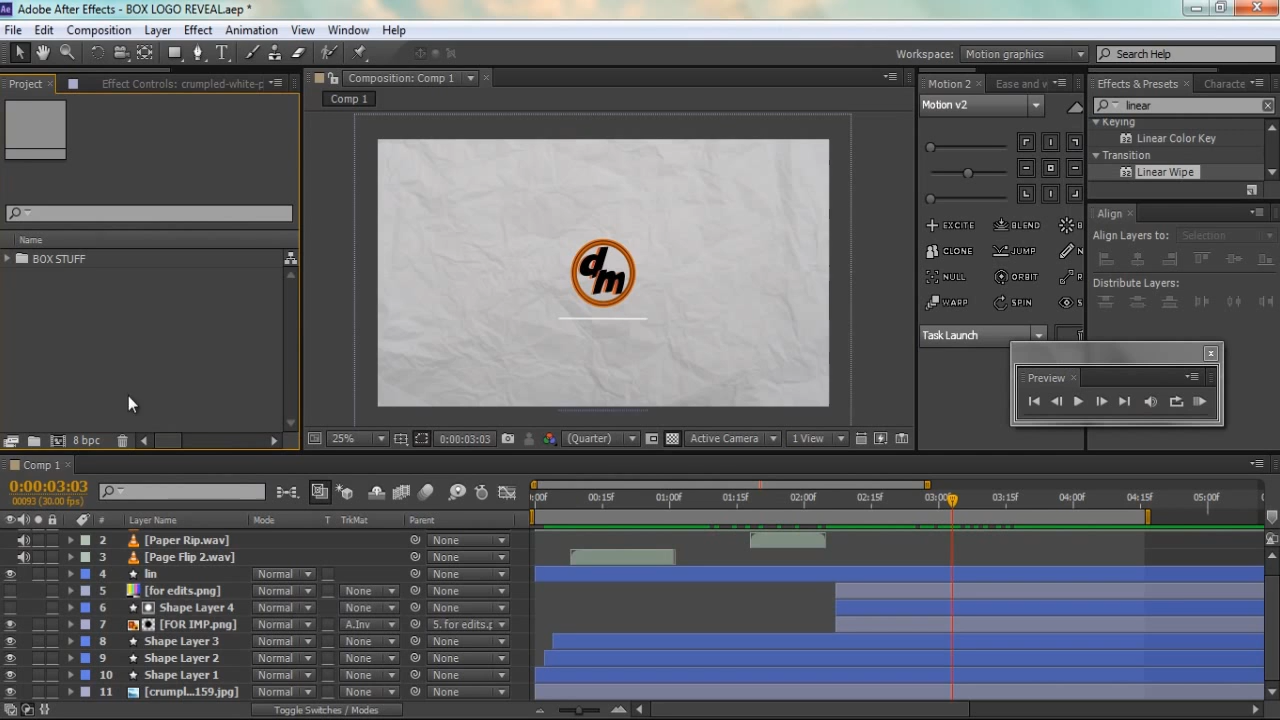 Ae Adobe After Effects - BOX LOGO REVEAL.aep *
File Edit Composition Layer Effect Animation View Window Help
Workspace: Motion graphics Search Help
Project Effect Controls: crumpled-white-p
Composition: Comp 1
Motion 2 Ease and w
Effects & Presets Characte
Comp 1
Motion v2
linear
Keying
Linear Color Key
Transition
Linear Wipe
dm
Name
BOX STUFF
Align
Align Layers to: Selection
Distribute Layers:
EXCITE BLEND B
CLONE JUMP N
NULL ORBIT R
WARP SPIN S
Task Launch
Preview
8 bpc
25% 0:00:03:03 (Quarter) Active Camera 1 View
Comp 1
0:00:03:03
00093 (30.00 fps)
:00f 00:15f 01:00f 01:15f 02:00f 02:15f 03:00f 03:15f 04:00f 04:15f 05:00f
# Layer Name Mode T TrkMat Parent
2 [Paper Rip.wav] None
3 [Page Flip 2.wav] None
4 lin Normal None
5 [for edits.png] Normal None None
6 Shape Layer 4 Normal None None
7 [FOR IMP.png] Normal A.Inv 5. for edits.p
8 Shape Layer 3 Normal None None
9 Shape Layer 2 Normal None None
10 Shape Layer 1 Normal None None
11 [crumpl...159.jpg] Normal None None
Toggle Switches / Modes